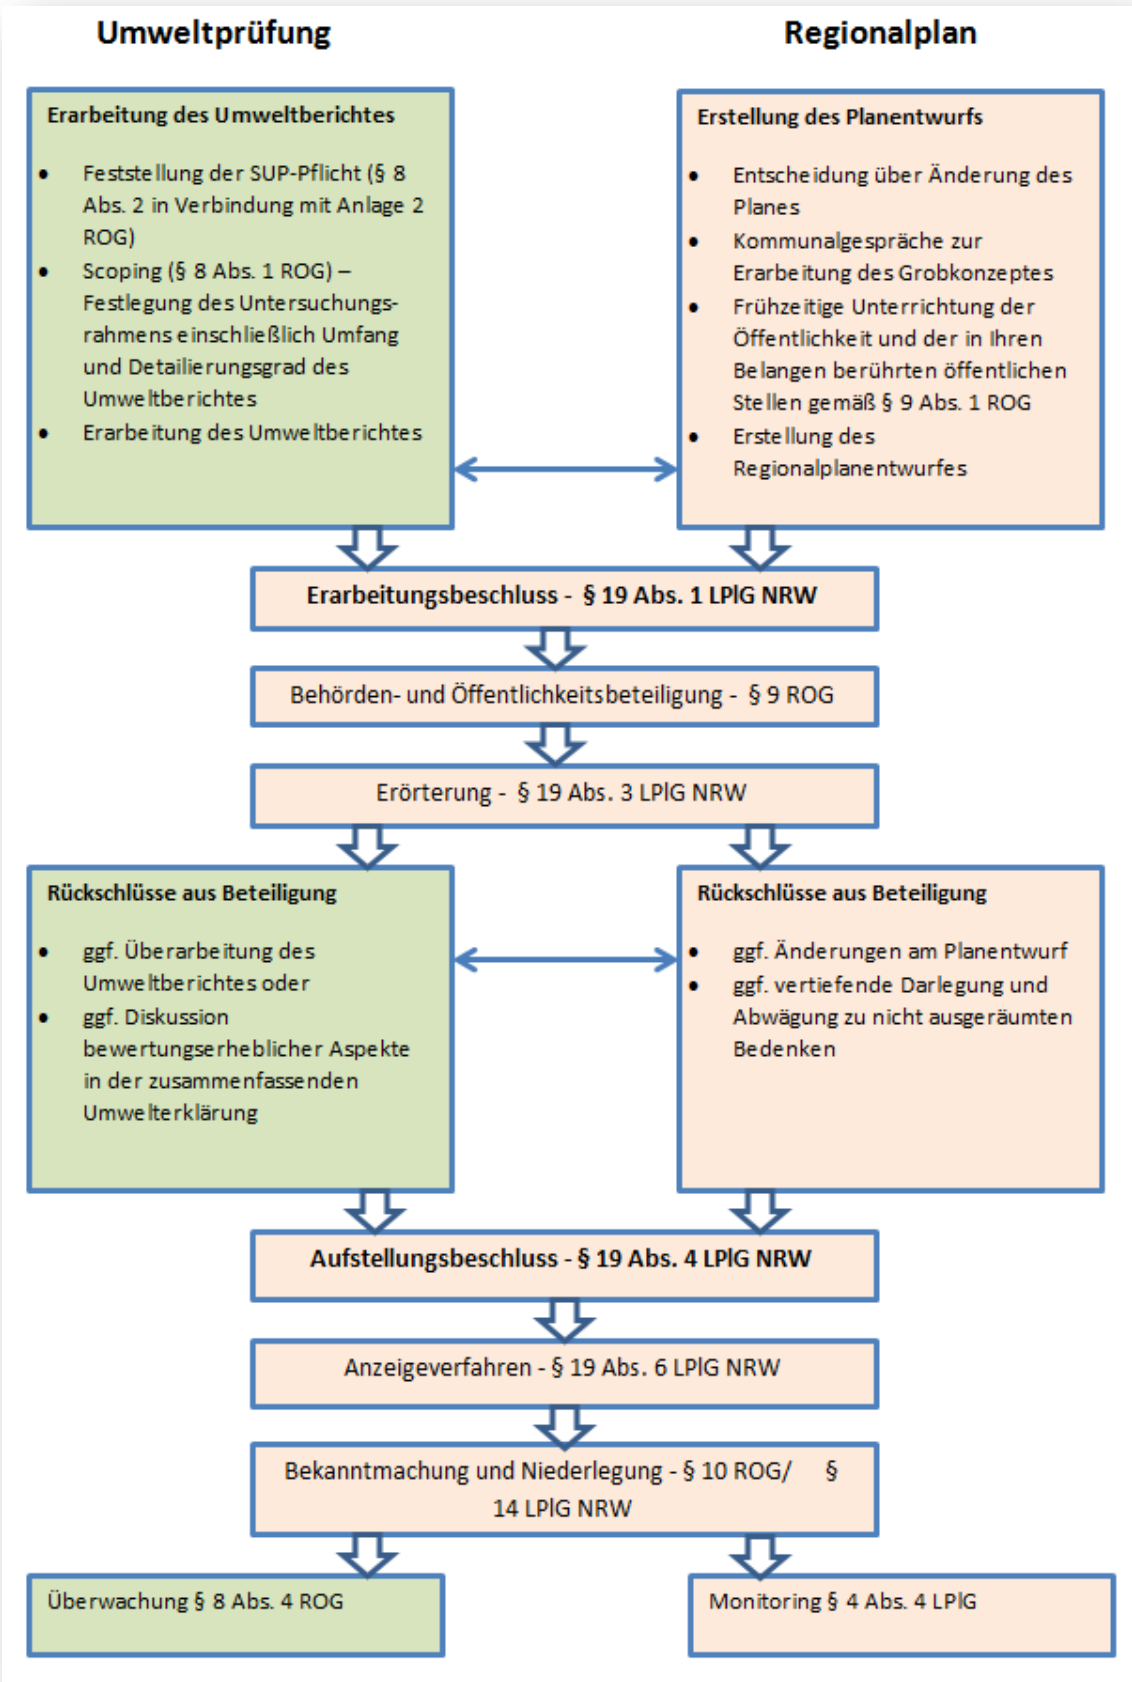 Umweltprüfung
Regionalplan
Erarbeitung des Umweltberichtes
• Feststellung der SUP-Pflicht (§ 8
Abs. 2 in Verbindung mit Anlage 2
ROG)
• Scoping (§ 8 Abs. 1 ROG) –
Festlegung des Untersuchungs-
rahmens einschließlich Umfang
und Detailierungsgrad des
Umweltberichtes
• Erarbeitung des Umweltberichtes
Erstellung des Planentwurfs
• Entscheidung über Änderung des
Planes
• Kommunalgespräche zur
Erarbeitung des Grobkonzeptes
• Frühzeitige Unterrichtung der
Öffentlichkeit und der in Ihren
Belangen berührten öffentlichen
Stellen gemäß § 9 Abs. 1 ROG
• Erstellung des
Regionalplanentwurfes
Erarbeitungsbeschluss - § 19 Abs. 1 LPlG NRW
Behörden- und Öffentlichkeitsbeteiligung - § 9 ROG
Erörterung - § 19 Abs. 3 LPlG NRW
Rückschlüsse aus Beteiligung
• ggf. Überarbeitung des
Umweltberichtes oder
• ggf. Diskussion
bewertungserheblicher Aspekte
in der zusammenfassenden
Umwelterklärung
Rückschlüsse aus Beteiligung
• ggf. Änderungen am Planentwurf
• ggf. vertiefende Darlegung und
Abwägung zu nicht ausgeräumten
Bedenken
Aufstellungsbeschluss - § 19 Abs. 4 LPlG NRW
Anzeigeverfahren - § 19 Abs. 6 LPlG NRW
Bekanntmachung und Niederlegung - § 10 ROG/ §
14 LPlG NRW
Überwachung § 8 Abs. 4 ROG
Monitoring § 4 Abs. 4 LPlG